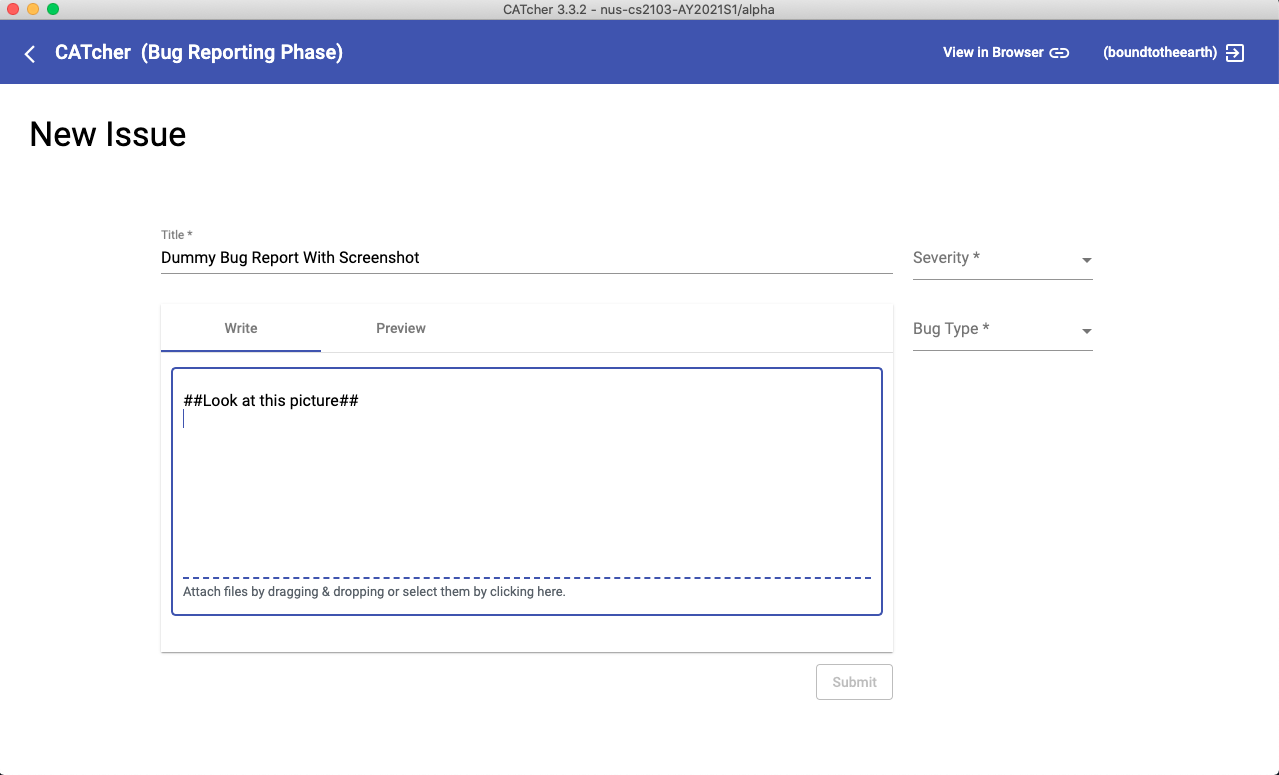 CATcher 3.3.2 - nus-cs2103-AY2021S1/alpha
CATcher (Bug Reporting Phase)
View in Browser
(boundtotheearth)
New Issue
Title *
Dummy Bug Report With Screenshot
Severity *
Write
Preview
Bug Type *
##Look at this picture##
Attach files by dragging & dropping or select them by clicking here.
Submit